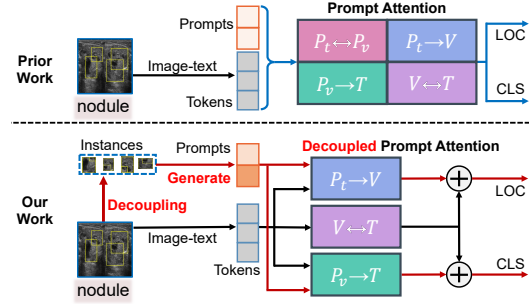 Prompts
Prompt Attention
LOC
Prior
Work
Image-text
P_t↔P_v
P_t→V
P_v→T
V↔T
nodule
Tokens
CLS
Instances
Prompts
Decoupled Prompt Attention
Generate
Decoupling
P_t→V
LOC
Our
Work
Image-text
V↔T
nodule
Tokens
P_v→T
CLS